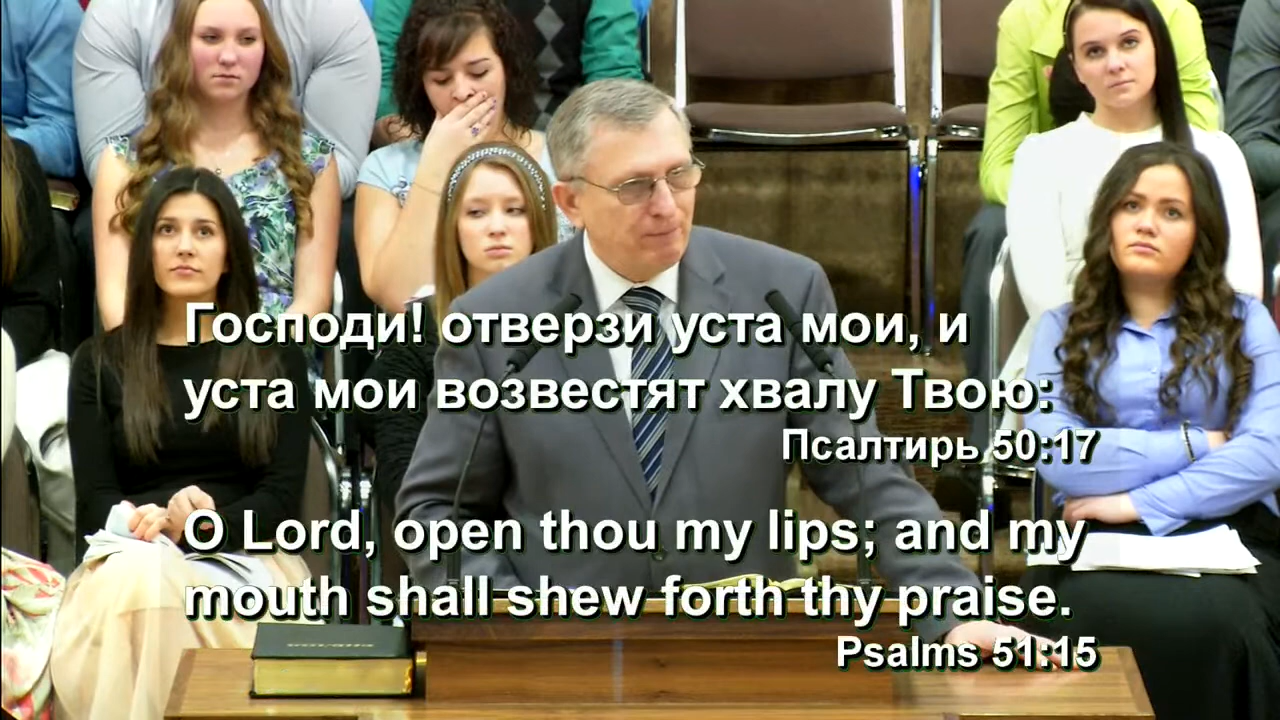 Господи! отверзи уста мои, и
уста мои возвестят хвалу Твою:
Псалтирь 50:17
O Lord, open thou my lips; and my
mouth shall shew forth thy praise.
Psalms 51:15